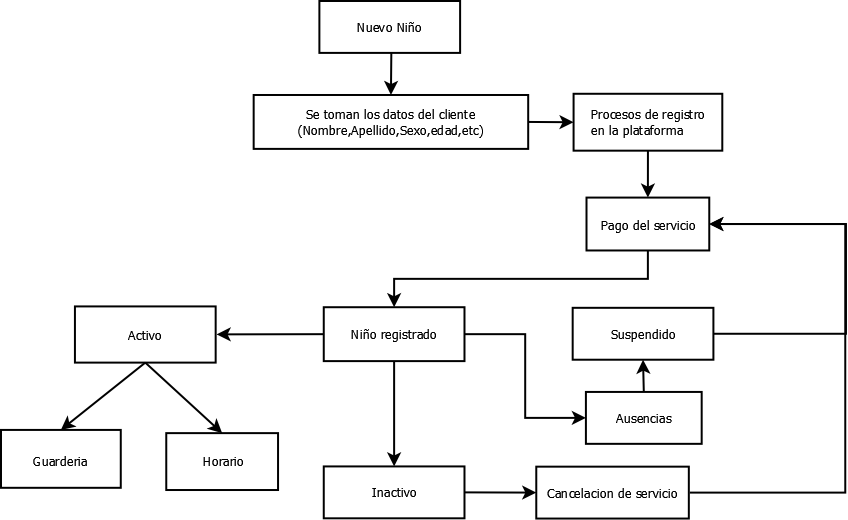 Nuevo Niño
Se toman los datos del cliente
(Nombre,Apellido,Sexo,edad,etc)
Procesos de registro
en la plataforma
Pago del servicio
Activo
Niño registrado
Suspendido
Ausencias
Guarderia
Horario
Inactivo
Cancelacion de servicio